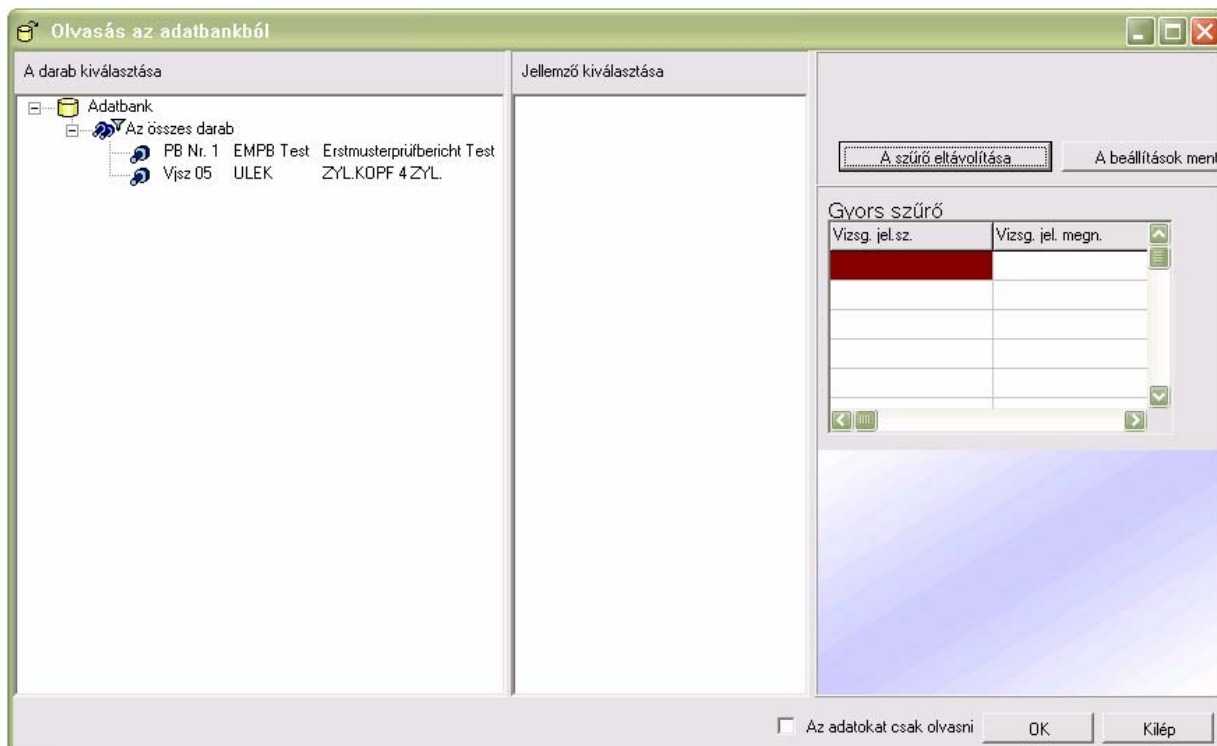 Olvasás az adatbankból
A darab kiválasztása
Jellemző kiválasztása
Adatbank
Az összes darab
PB Nr. 1 EMPB Test Erstmusterprüfbericht Test
Vjsz 05 ULEK ZYL.KOPF 4 ZYL.
A szűrő eltávolítása
A beállítások ment
Gyors szűrő
Vizsg. jel.sz. Vizsg. jel. megn.
Az adatokat csak olvasni
OK
Kilép